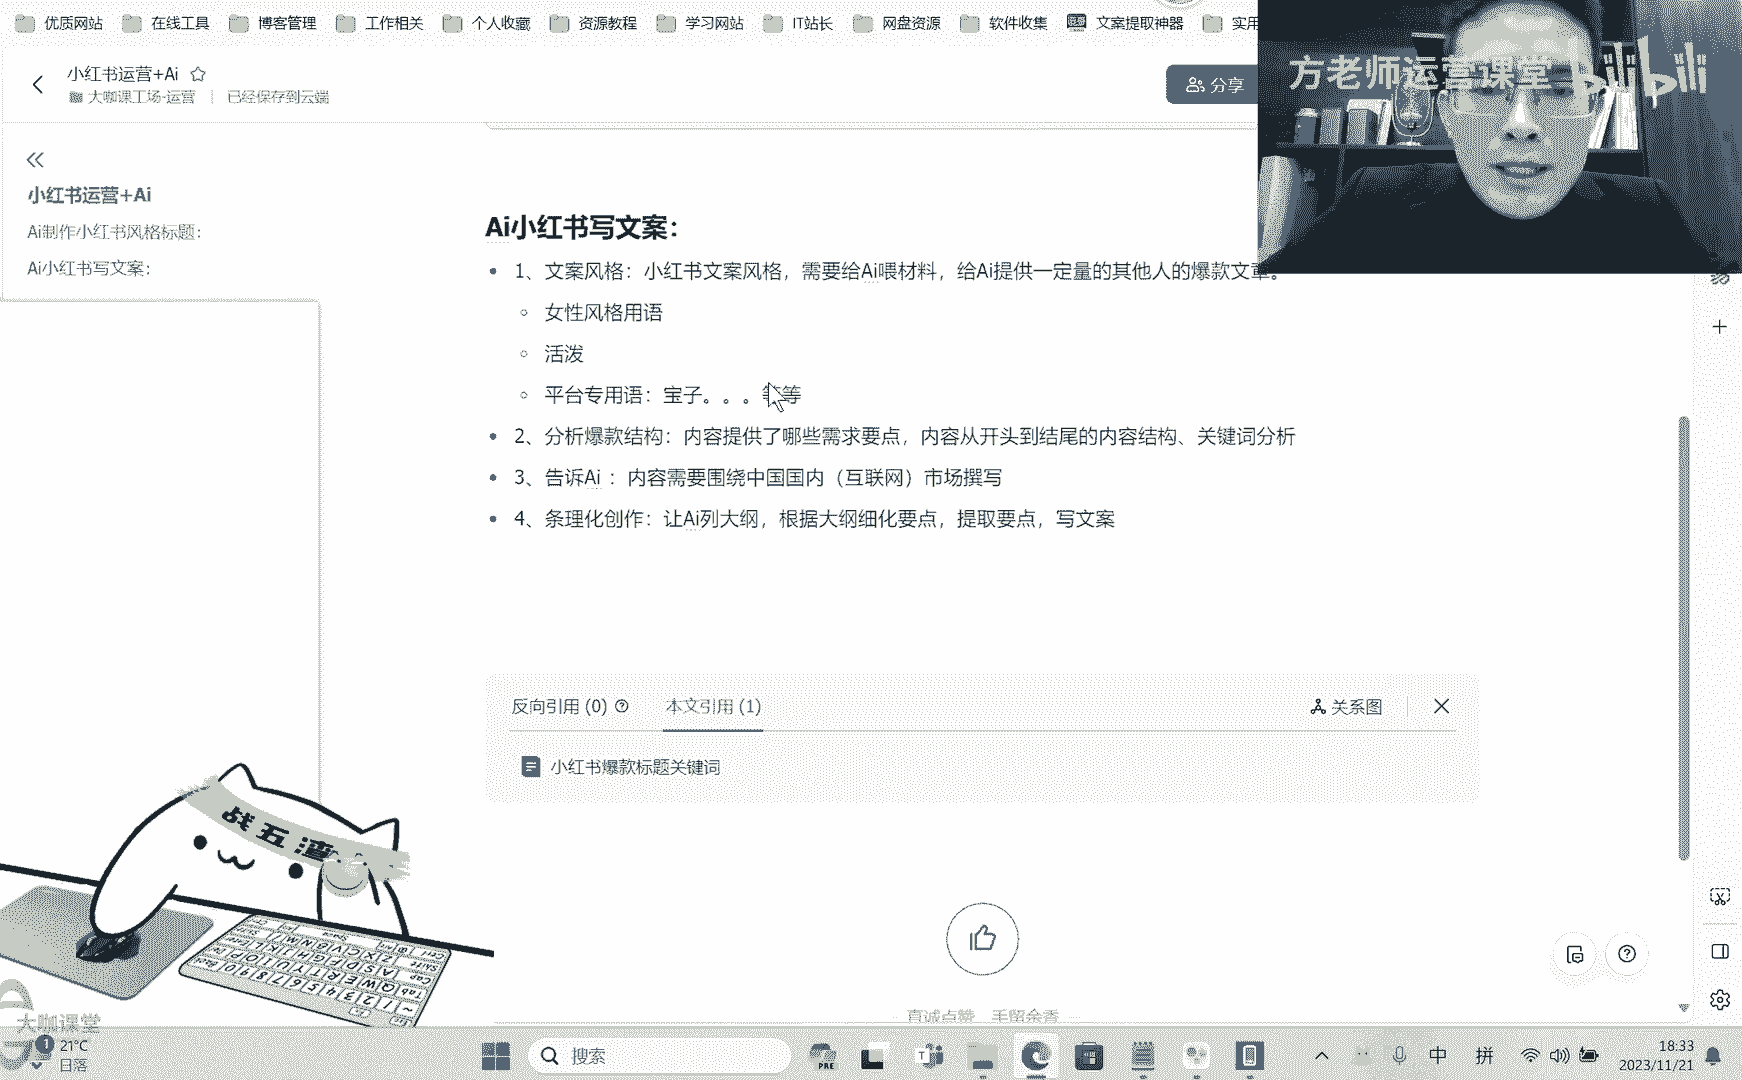 优质网站 在线工具 博客管理 工作相关 个人收藏 资源教程 学习网站 IT站长 网盘资源 软件收集 文案提取神器 实用
小红书运营+Ai
大咖课工场-运营 已经保存到云端
分享
方老师运营课堂 bilibili
小红书运营+Ai
Ai制作小红书风格标题：
Ai小红书写文案：
Ai小红书写文案：
1、文案风格：小红书文案风格，需要给Ai喂材料，给Ai提供一定量的其他人的爆款文章。
女性风格用语
活泼
平台专用语：宝子。。。等
2、分析爆款结构：内容提供了哪些需求要点，内容从开头到结尾的内容结构、关键词分析
3、告诉Ai ：内容需要围绕中国国内（互联网）市场撰写
4、条理化创作：让Ai列大纲，根据大纲细化要点，提取要点，写文案
反向引用 (0) 本文引用 (1) 关系图
小红书爆款标题关键词
战五渣
真诚点赞，手留余香
大咖课堂
1
21°C
日落
搜索
PRE
中 拼
18:33
2023/11/21